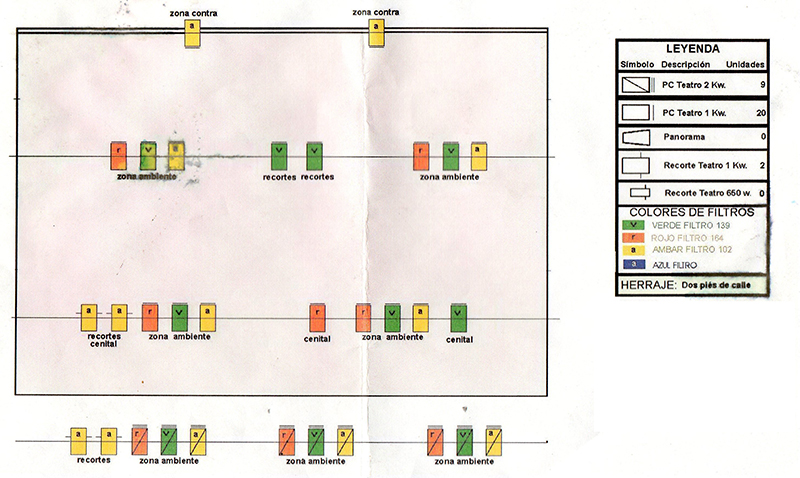 zona contra zona contra
a a
r v a v v r v a
zona ambiente recortes recortes zona ambiente
a a r v a r r v a v
recortes
cenital zona ambiente cenital zona ambiente cenital
a a r v a r v a r v a
recortes zona ambiente zona ambiente zona ambiente
LEYENDA
Símbolo Descripción Unidades
PC Teatro 2 Kw. 9
PC Teatro 1 Kw. 20
Panorama 0
Recorte Teatro 1 Kw. 2
Recorte Teatro 650 w. 0
COLORES DE FILTROS
v VERDE FILTRO 139
r ROJO FILTRO 164
a AMBAR FILTRO 102
a AZUL FILTRO
HERRAJE: Dos piés de calle